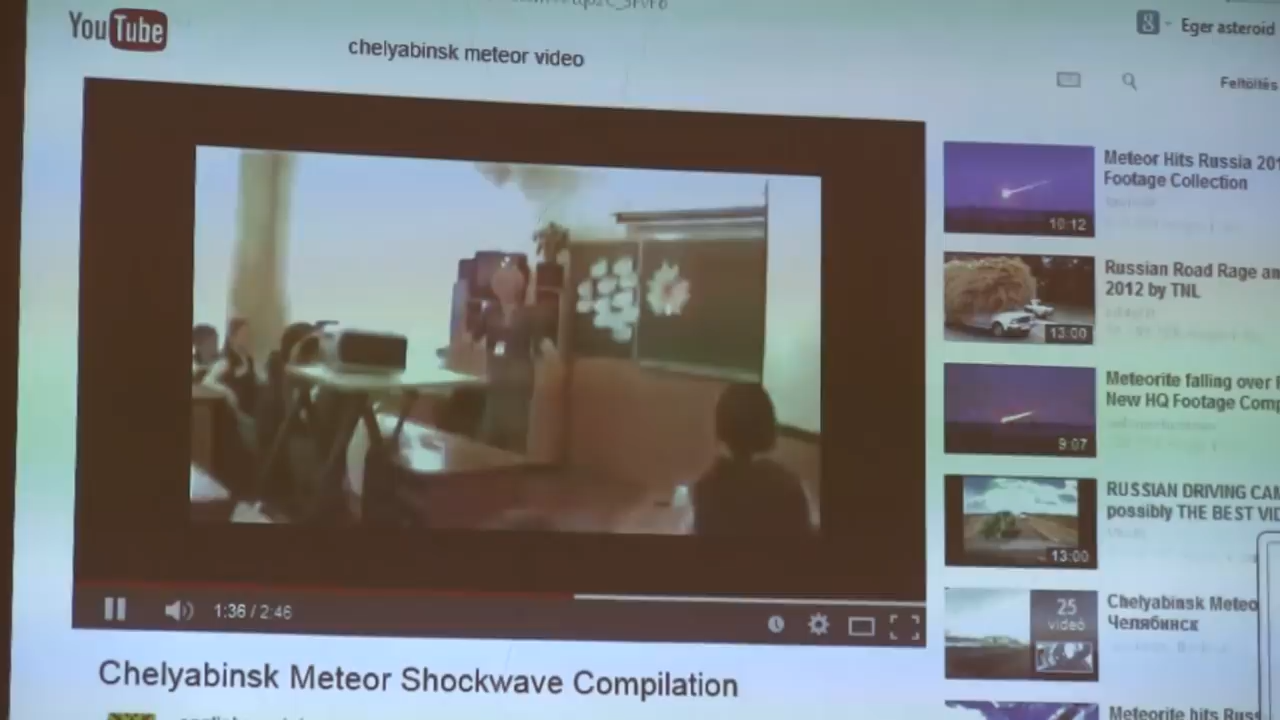 YouTube
chelyabinsk meteor video
Eger asteroid
Feltöltés
Meteor Hits Russia 201
Footage Collection
10:12
Russian Road Rage an
2012 by TNL
13:00
Meteorite falling over
New HQ Footage Comp
9:07
RUSSIAN DRIVING CAM
possibly THE BEST VID
13:00
25
video
Chelyabinsk Meteo
Челябинск
Meteorite hits Russ
1:36 / 2:46
Chelyabinsk Meteor Shockwave Compilation